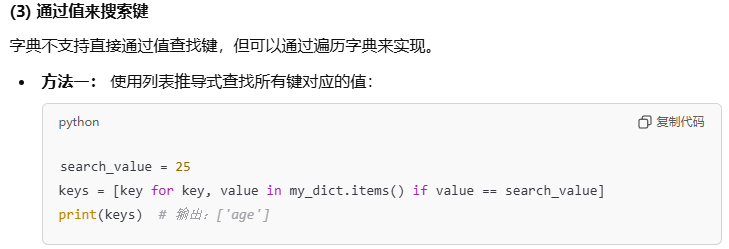 (3) 通过值来搜索键
字典不支持直接通过值查找键，但可以通过遍历字典来实现。
• 方法一： 使用列表推导式查找所有键对应的值：
python 复制代码
search_value = 25
keys = [key for key, value in my_dict.items() if value == search_value]
print(keys)  # 输出：['age']